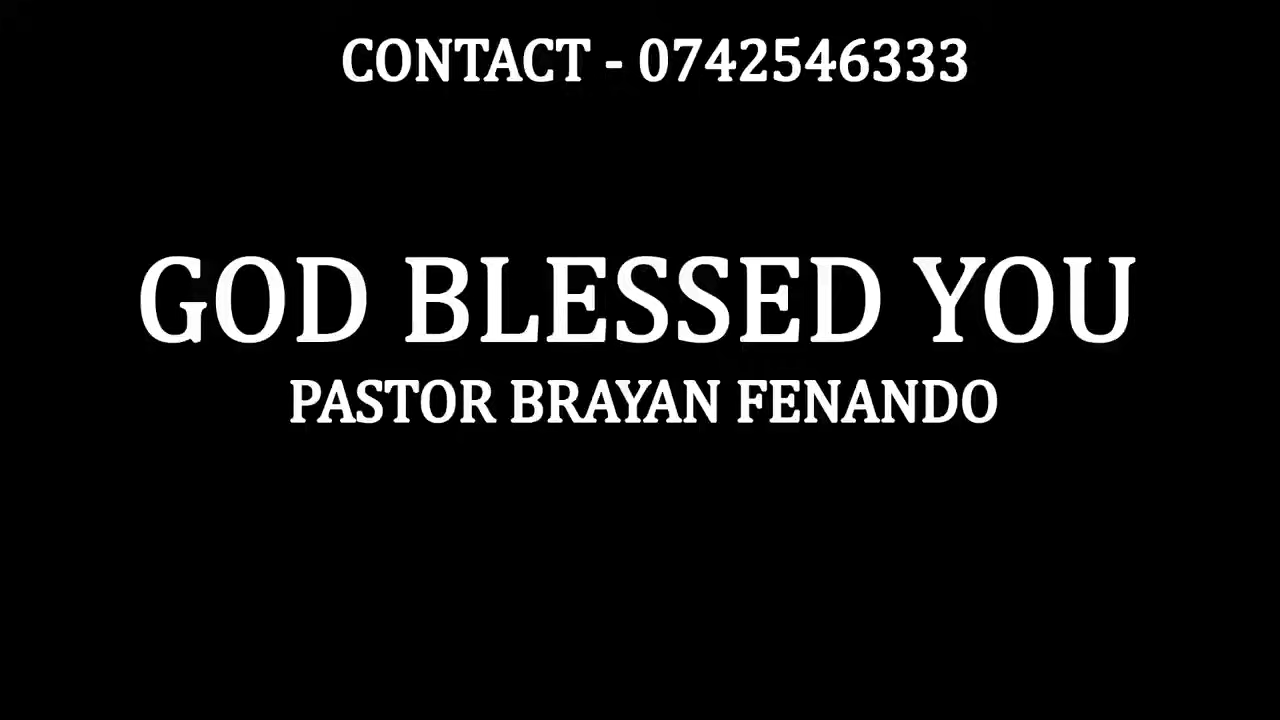 CONTACT - 0742546333
GOD BLESSED YOU
PASTOR BRAYAN FENANDO